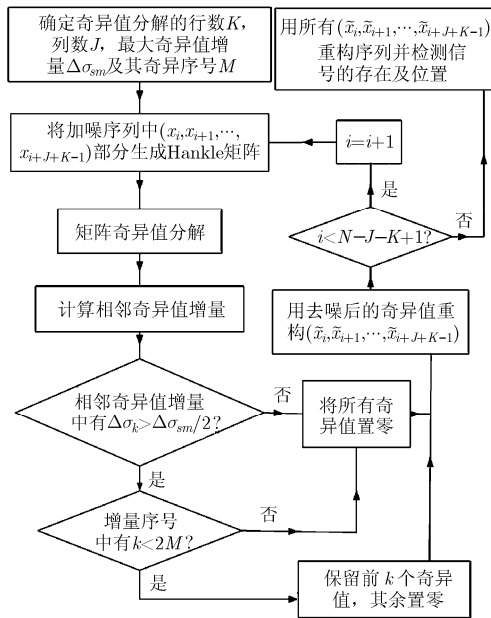 确定奇异值分解的行数K,
列数J, 最大奇异值增
量Δσsm及其奇异序号M
将加噪序列中(xi,xi+1,⋯,
xi+J+K−1)部分生成Hankle矩阵
矩阵奇异值分解
计算相邻奇异值增量
相邻奇异值增量
中有Δσk>Δσsm/2?
是
否
增量序号
中有k<2M?
是
否
将所有奇
异值置零
保留前 k 个奇异
值, 其余置零
用去噪后的奇异值重
构(x̃i,x̃i+1,⋯,x̃i+J+K−1)
i<N−J−K+1?
是
否
i=i+1
用所有(x̃i,x̃i+1,⋯,x̃i+J+K−1)
重构序列并检测信
号的存在及位置